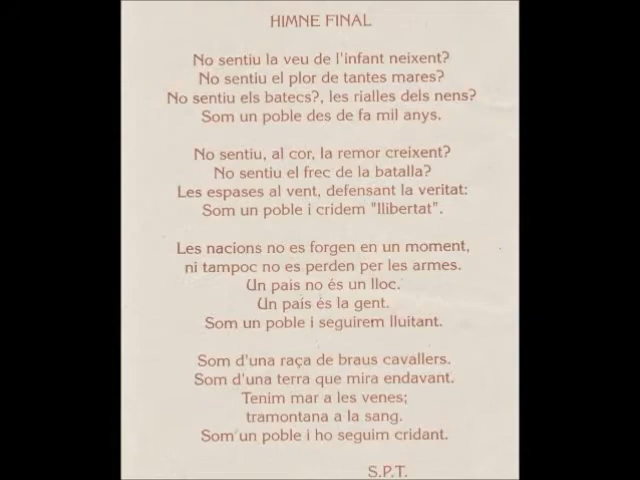 HIMNE FINAL
No sentiu la veu de l'infant neixent?
No sentiu el plor de tantes mares?
No sentiu els batecs?, les rialles dels nens?
Som un poble des de fa mil anys.
No sentiu, al cor, la remor creixent?
No sentiu el frec de la batalla?
Les espases al vent, defensant la veritat:
Som un poble i cridem "llibertat".
Les nacions no es forgen en un moment,
ni tampoc no es perden per les armes.
Un país no és un lloc.
Un país és la gent.
Som un poble i seguirem lluitant.
Som d'una raça de braus cavallers.
Som d'una terra que mira endavant.
Tenim mar a les venes;
tramontana a la sang.
Som un poble i ho seguim cridant.
S.P.T.